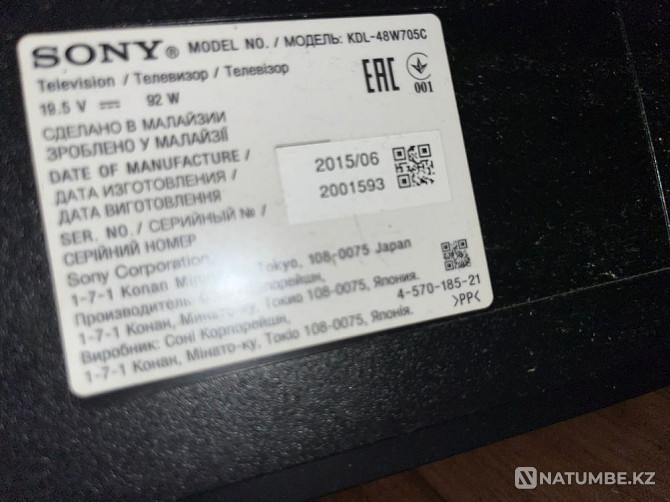 SONY® MODEL NO. / МОДЕЛЬ: KDL-48W705C
Television / Телевизор / Телевізор
19.5 V ⎓ 92 W
EAC
001
СДЕЛАНО В МАЛАЙЗИИ
ЗРОБЛЕНО У МАЛАЙЗІЇ
DATE OF MANUFACTURE /
ДАТА ИЗГОТОВЛЕНИЯ /
ДАТА ВИГОТОВЛЕННЯ
2015/06
SER. NO. / СЕРИЙНЫЙ № /
СЕРІЙНИЙ НОМЕР
2001593
Sony Corporation
1-7-1 Konan Tokyo, 108-0075 Japan
Производитель
1-7-1 Конан, Минато-ку, Токио 108-0075, Япония.
Виробник: Соні Корпорейшн,
1-7-1 Конан, Мінато-ку, Токіо 108-0075, Японія.
4-570-185-21
>PP<
NATUMBE.KZ